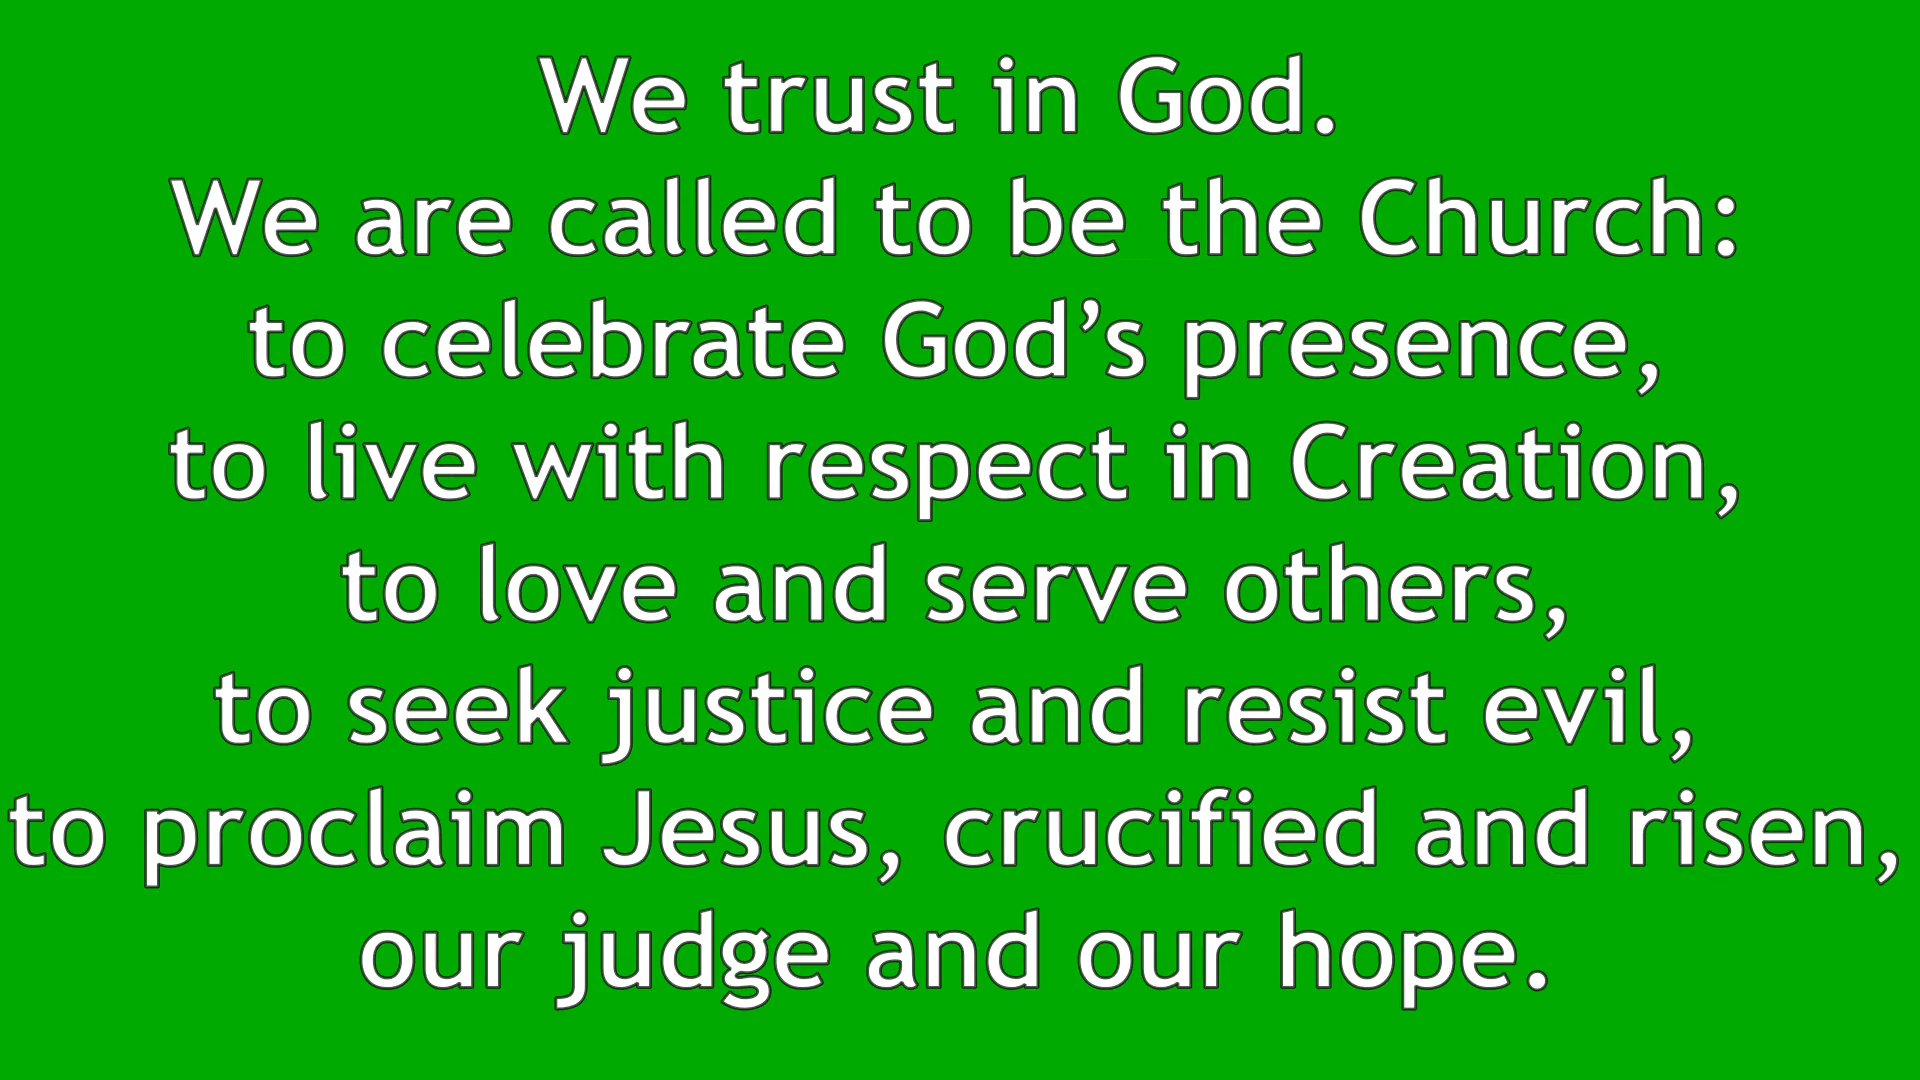 We trust in God.
We are called to be the Church:
to celebrate God’s presence,
to live with respect in Creation,
to love and serve others,
to seek justice and resist evil,
to proclaim Jesus, crucified and risen,
our judge and our hope.